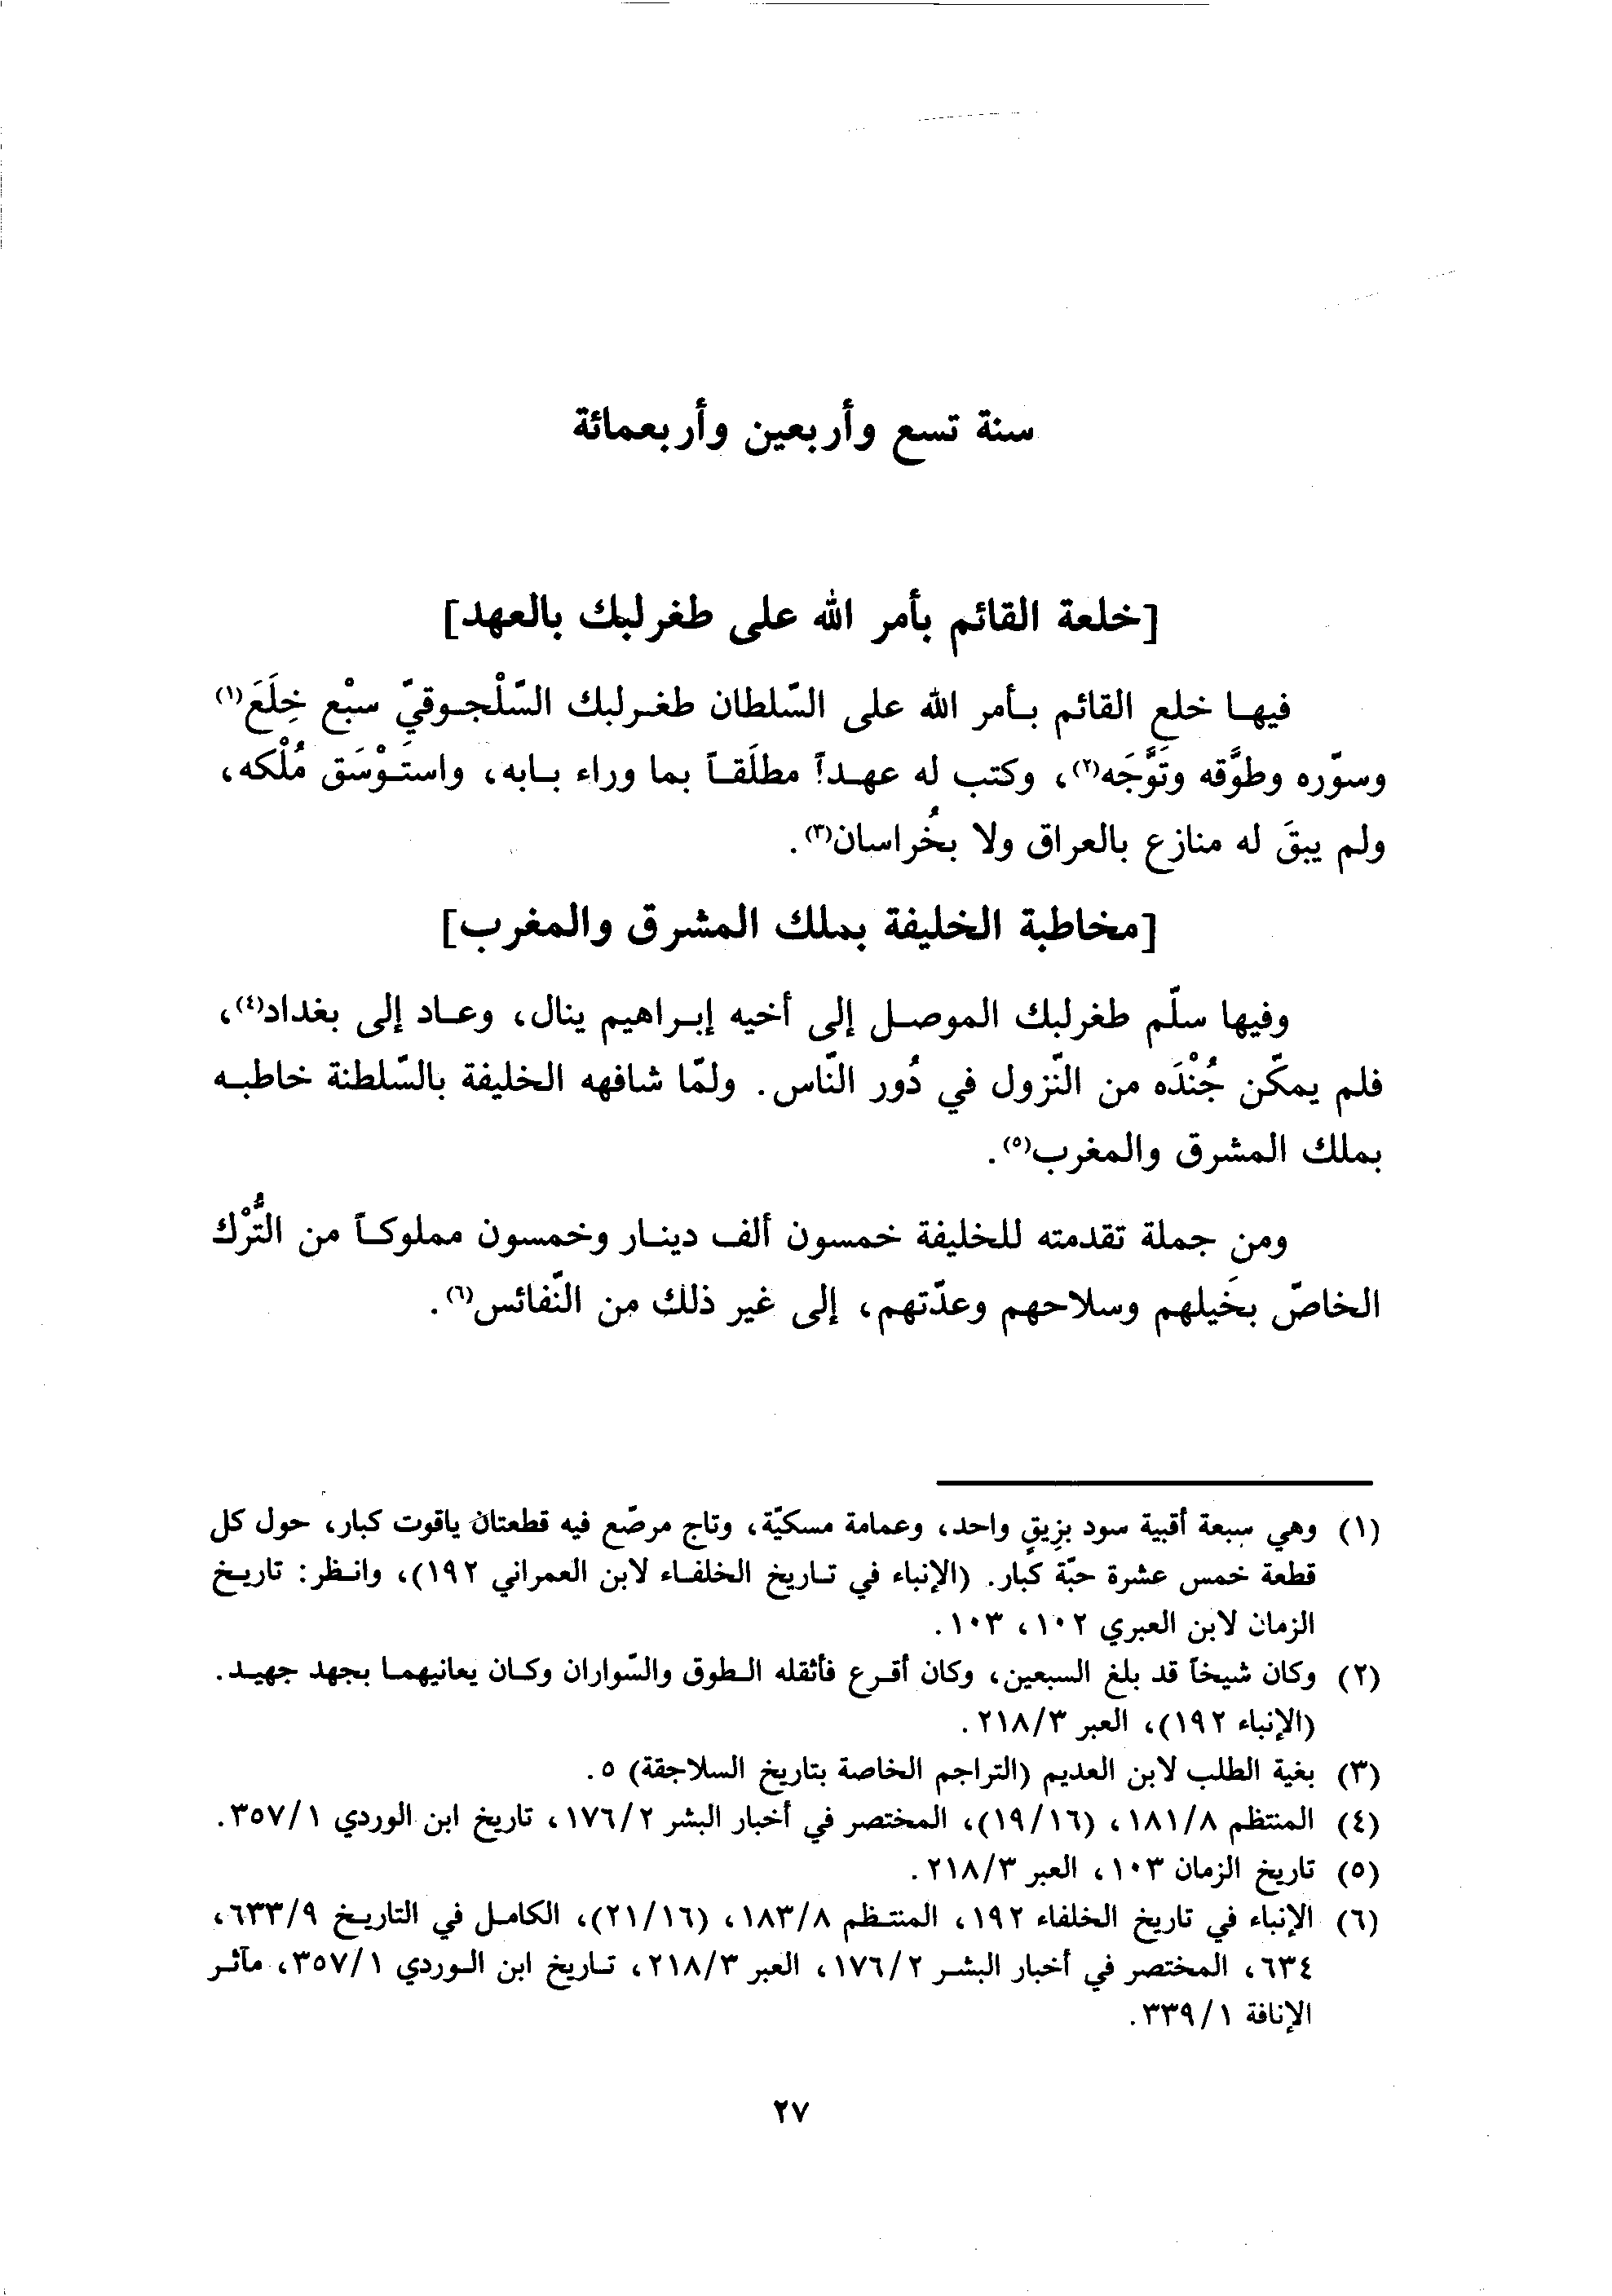 سنة تسع وأربعين وأربعمائة
[خلعة القائم بأمر الله على طغرلبك بالعهد]
فيها خلع القائم بأمر الله على السّلطان طغرلبك السّلْجوقيّ سبْع خِلَعَ(١)
وسوّره وطوَّقه وتَوَّجَه(٢)، وكتب له عهداً مطلَقاً بما وراء بابه، واستَوْسَق مُلْكه،
ولم يبقَ له منازع بالعراق ولا بخُراسان(٣).
[مخاطبة الخليفة بملك المشرق والمغرب]
وفيها سلّم طغرلبك الموصل إلى أخيه إبراهيم ينال، وعاد إلى بغداد(٤)،
فلم يمكّن جُنْدَه من النّزول في دُور النّاس. ولمّا شافهه الخليفة بالسّلطنة خاطبه
بملك المشرق والمغرب(٥).
ومن جملة تقدمته للخليفة خمسون ألف دينار وخمسون مملوكاً من التُّرْك
الخاصّ بخَيلهم وسلاحهم وعدّتهم، إلى غير ذلك من النّفائس(٦).
(١) وهي سبعة أقبية سود بزِيقٍ واحد، وعمامة مسكيّة، وتاج مرصّع فيه قطعتان ياقوت كبار، حول كل
قطعة خمس عشرة حبّة كبار. (الإنباء في تاريخ الخلفاء لابن العمراني ١٩٢)، وانظر: تاريخ
الزمان لابن العبري ١٠٢، ١٠٣.
(٢) وكان شيخاً قد بلغ السبعين، وكان أقرع فأثقله الطوق والسّواران وكان يعانيهما بجهد جهيد.
(الإنباء ١٩٢)، العبر ٢١٨/٣.
(٣) بغية الطلب لابن العديم (التراجم الخاصة بتاريخ السلاجقة) ٥.
(٤) المنتظم ١٨١/٨، (١٩/١٦)، المختصر في أخبار البشر ١٧٦/٢، تاريخ ابن الوردي ٣٥٧/١.
(٥) تاريخ الزمان ١٠٣، العبر ٢١٨/٣.
(٦) الإنباء في تاريخ الخلفاء ١٩٢، المنتظم ١٨٣/٨، (٢١/١٦)، الكامل في التاريخ ٦٣٣/٩،
٦٣٤، المختصر في أخبار البشر ١٧٦/٢، العبر ٢١٨/٣، تاريخ ابن الوردي ٣٥٧/١، مآثر
الإنافة ٣٣٩/١.
٢٧